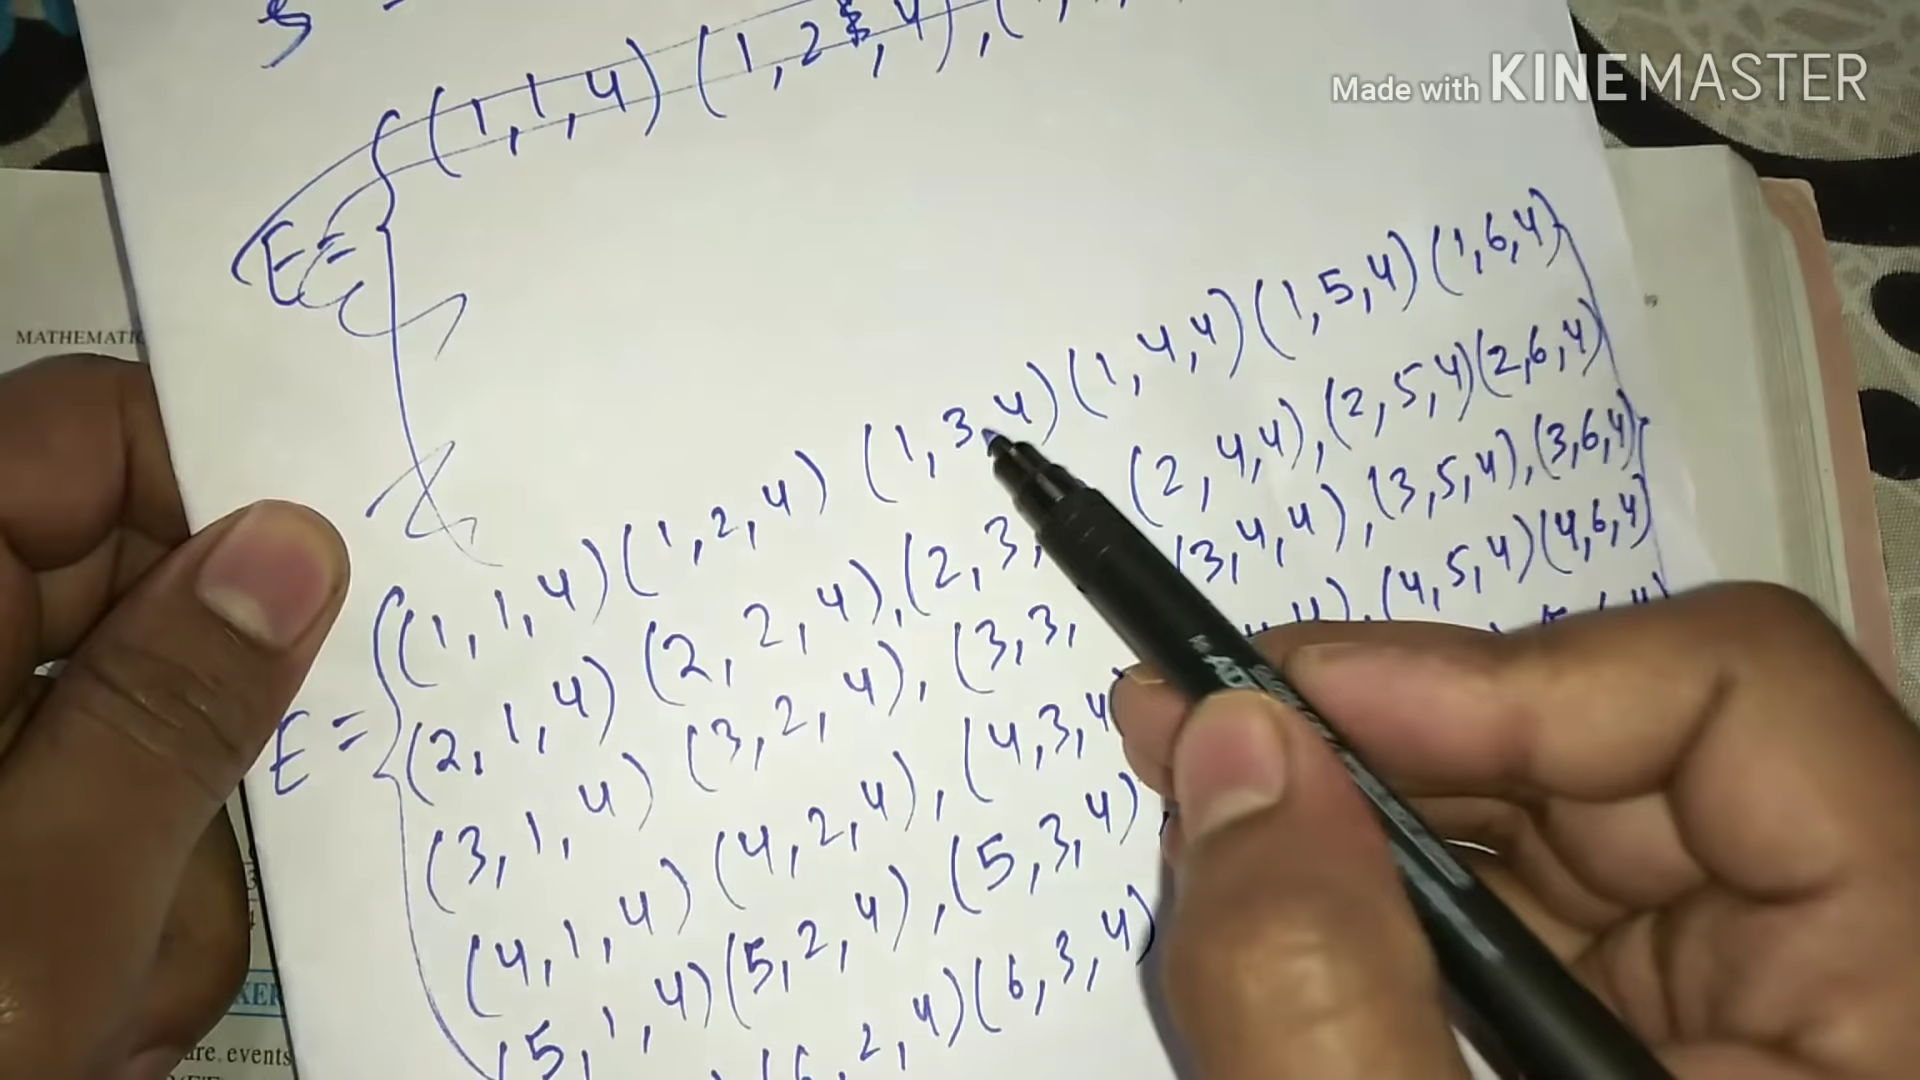 Made with KINEMASTER
(1,1,4) (1,2
E =
MATHEMATIC
(1,1,4) (1,2,4) (1,3,4) (1,4,4) (1,5,4) (1,6,4)
(2,1,4) (2,2,4), (2,3, (2,4,4), (2,5,4) (2,6,4)
(3,1,4) (3,2,4), (3,3, (3,4,4), (3,5,4), (3,6,4)
E =
(4,1,4) (4,2,4), (4,3,4 4), (4,5,4) (4,6,4)
(5,1,4) (5,2,4), (5,3,4)
2,4) (6,3,4)
events